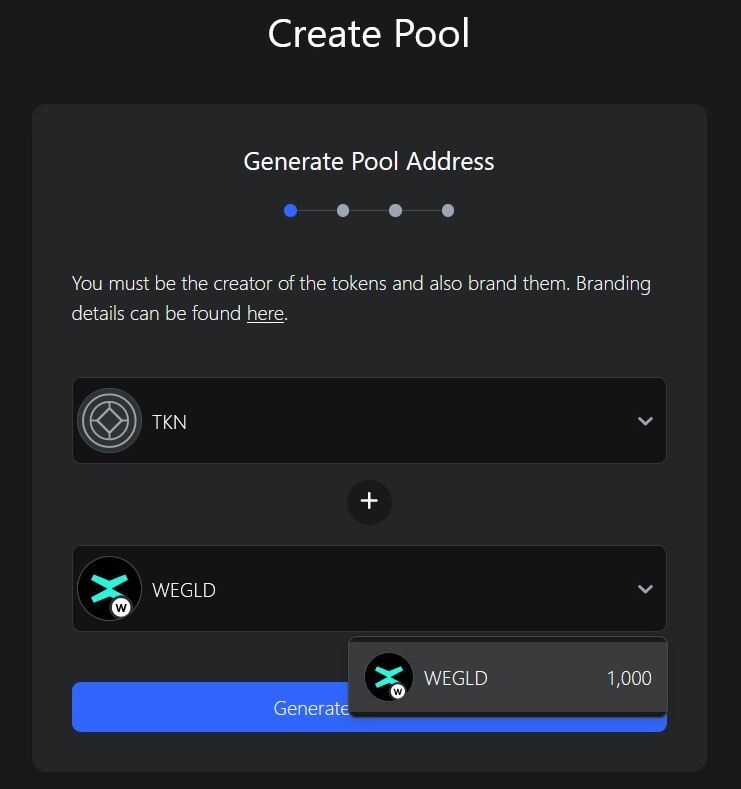 Create Pool
Generate Pool Address
You must be the creator of the tokens and also brand them. Branding
details can be found here.
TKN
+
W
WEGLD
W
WEGLD 1,000
Generate